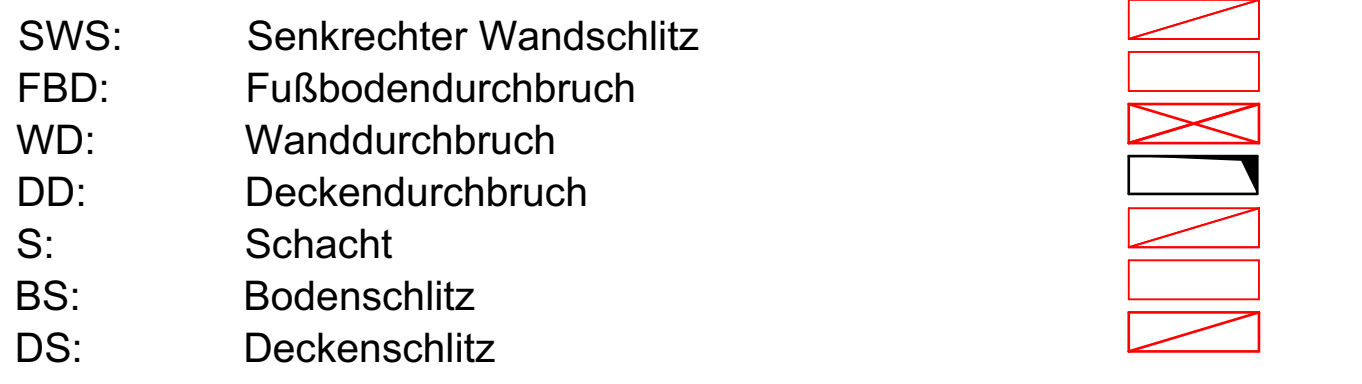 SWS: Senkrechter Wandschlitz
FBD: Fußbodendurchbruch
WD: Wanddurchbruch
DD: Deckendurchbruch
S: Schacht
BS: Bodenschlitz
DS: Deckenschlitz